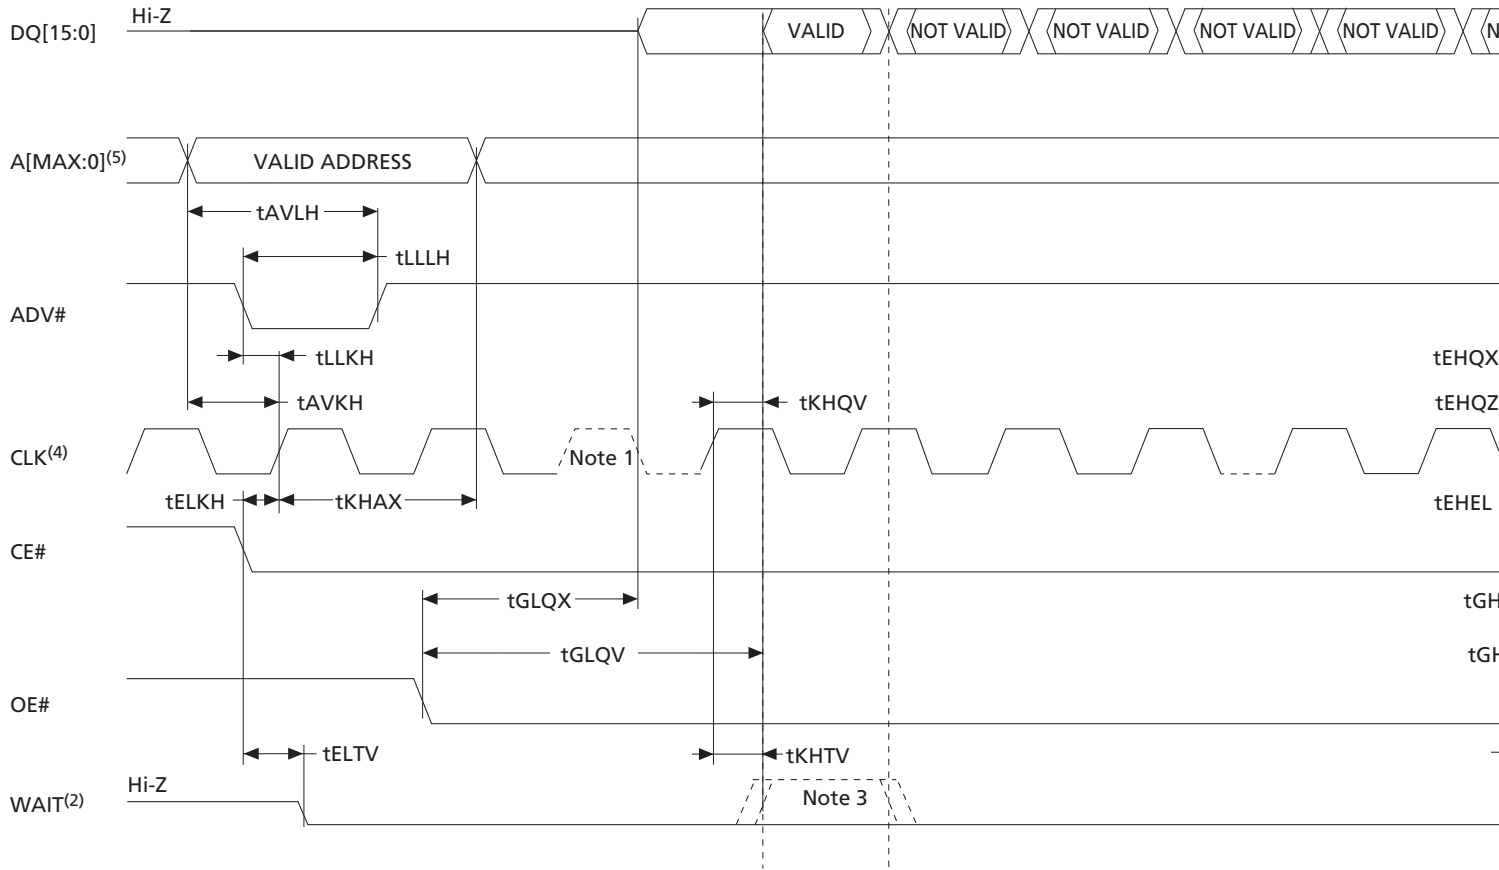 Hi-Z
DQ[15:0] VALID NOT VALID NOT VALID NOT VALID NOT VALID N
A[MAX:0](5) VALID ADDRESS
tAVLH
tLLLH
ADV#
tLLKH tEHQX
tAVKH tKHQV tEHQZ
CLK(4) Note 1
tELKH tKHAX tEHEL
CE#
tGLQX tGH
tGLQV tGH
OE#
tELTV tKHTV
Hi-Z
WAIT(2) Note 3